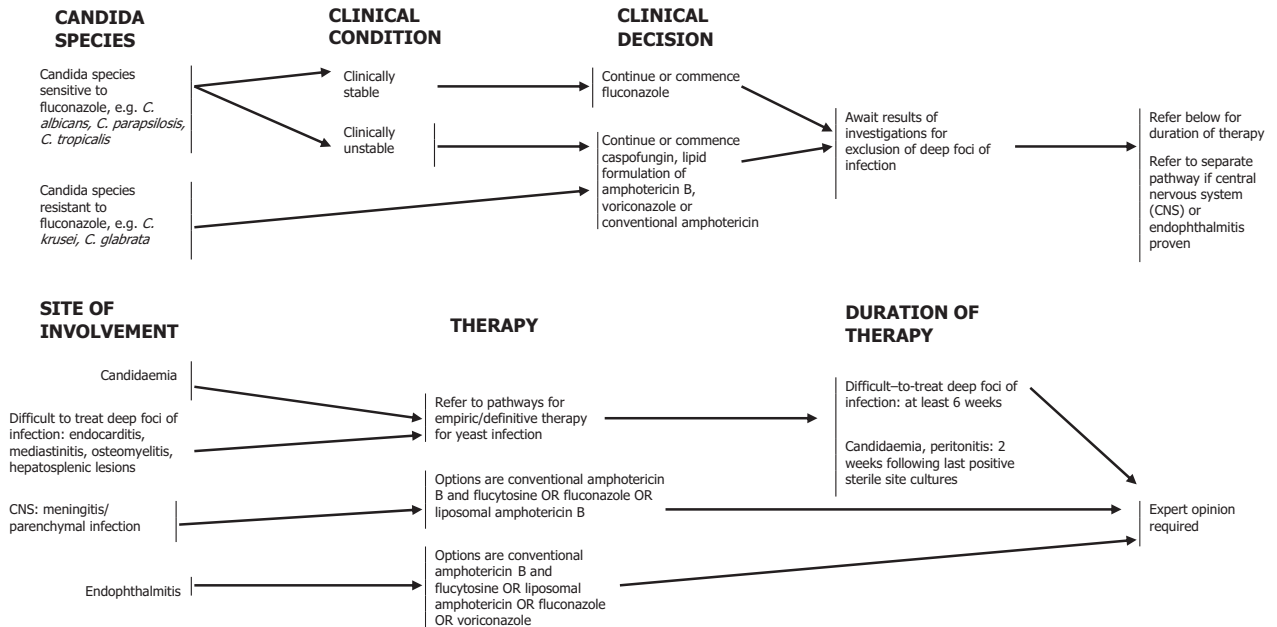 CANDIDA
SPECIES
CLINICAL
CONDITION
CLINICAL
DECISION
Candida species
sensitive to
fluconazole, e.g. C.
albicans, C. parapsilosis,
C. tropicalis
Clinically
stable
Clinically
unstable
Continue or commence
fluconazole
Continue or commence
caspofungin, lipid
formulation of
amphotericin B,
voriconazole or
conventional amphotericin
Await results of
investigations for
exclusion of deep foci of
infection
Refer below for
duration of therapy
Refer to separate
pathway if central
nervous system
(CNS) or
endophthalmitis
proven
Candida species
resistant to
fluconazole, e.g. C.
krusei, C. glabrata
SITE OF
INVOLVEMENT
THERAPY
DURATION OF
THERAPY
Candidaemia
Difficult to treat deep foci of
infection: endocarditis,
mediastinitis, osteomyelitis,
hepatosplenic lesions
Refer to pathways for
empiric/definitive therapy
for yeast infection
Difficult–to-treat deep foci of
infection: at least 6 weeks
Candidaemia, peritonitis: 2
weeks following last positive
sterile site cultures
CNS: meningitis/
parenchymal infection
Options are conventional amphotericin
B and flucytosine OR fluconazole OR
liposomal amphotericin B
Expert opinion
required
Endophthalmitis
Options are conventional
amphotericin B and
flucytosine OR liposomal
amphotericin OR fluconazole
OR voriconazole